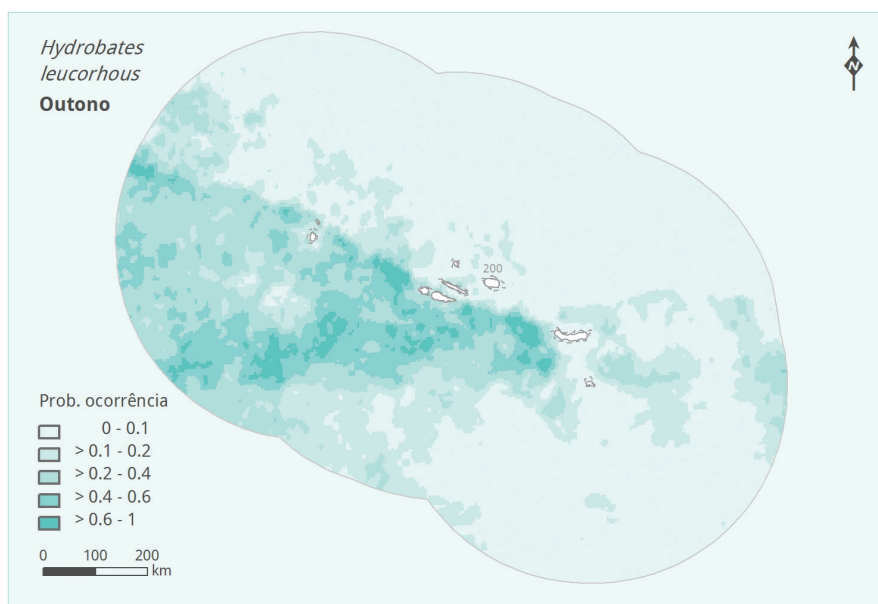 Hydrobates
leucorhous
Outono
N
200
Prob. ocorrência
0 - 0.1
> 0.1 - 0.2
> 0.2 - 0.4
> 0.4 - 0.6
> 0.6 - 1
0 100 200
km